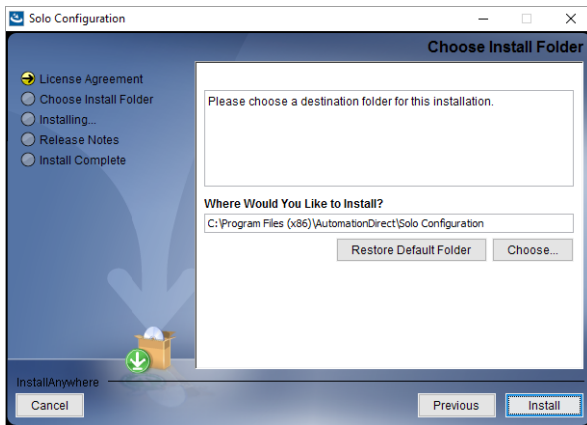 Solo Configuration
Choose Install Folder
License Agreement
Choose Install Folder
Installing...
Release Notes
Install Complete
Please choose a destination folder for this installation.
Where Would You Like to Install?
C:\Program Files (x86)\AutomationDirect\Solo Configuration
Restore Default Folder
Choose...
InstallAnywhere
Cancel
Previous
Install